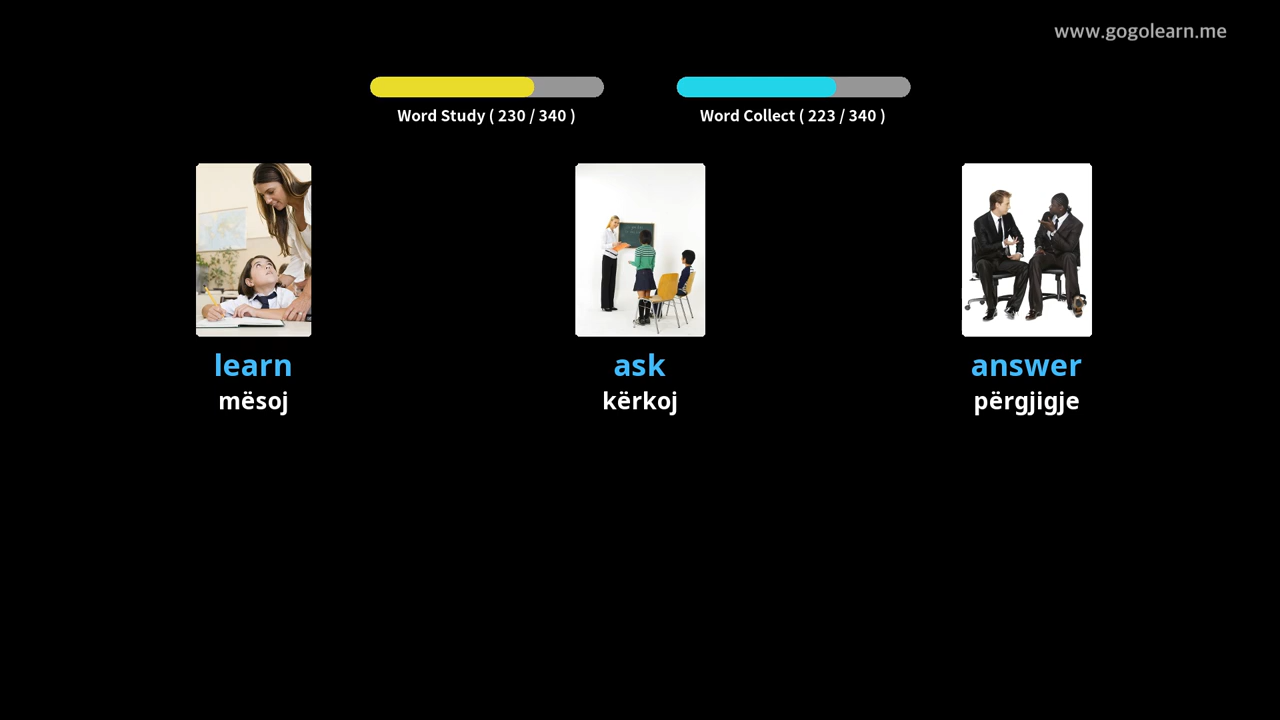 www.gogolearn.me
Word Study ( 230 / 340 )
Word Collect ( 223 / 340 )
learn
mësoj
ask
kërkoj
answer
përgjigje